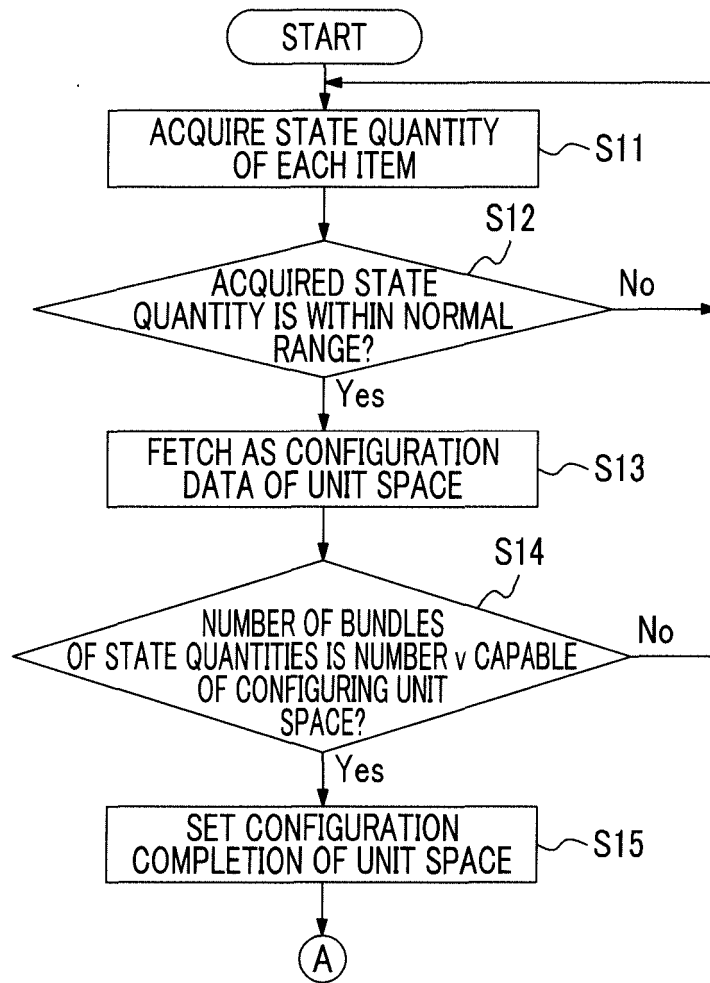 START
ACQUIRE STATE QUANTITY
OF EACH ITEM
S11
S12
ACQUIRED STATE
QUANTITY IS WITHIN NORMAL
RANGE?
No
Yes
FETCH AS CONFIGURATION
DATA OF UNIT SPACE
S13
S14
NUMBER OF BUNDLES
OF STATE QUANTITIES IS NUMBER v CAPABLE
OF CONFIGURING UNIT
SPACE?
No
Yes
SET CONFIGURATION
COMPLETION OF UNIT SPACE
S15
A